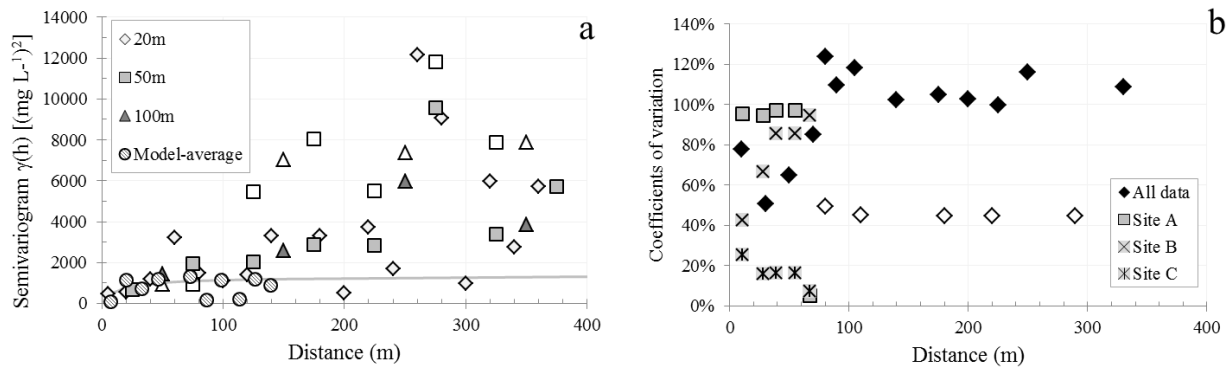 a
Semivariogram γ(h) [(mg L-¹)²]
14000
12000
10000
8000
6000
4000
2000
0
20m
50m
100m
Model-average
0
100
200
300
400
Distance (m)
b
Coefficients of variation
140%
120%
100%
80%
60%
40%
20%
0%
All data
Site A
Site B
Site C
0
100
200
300
400
Distance (m)